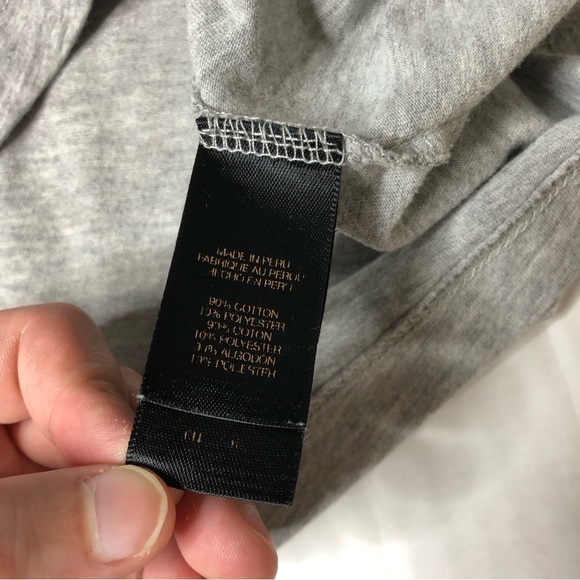 MADE IN PERU
FABRIQUE AU PEROU
HECHO EN PERU
90% COTTON
10% POLYESTER
90% COTON
10% POLYESTER
90% ALGODON
10% POLIESTER